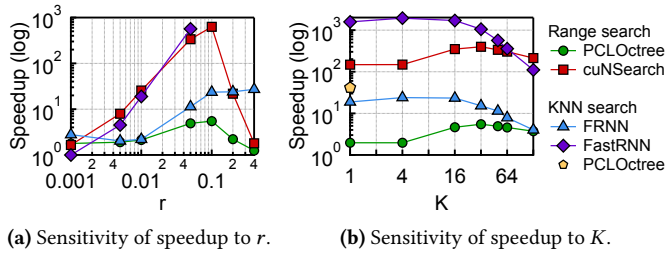 Speedup (log)
10³
10²
10¹
10⁰
0.001
2
4
0.01
2
4
0.1
2
4
r
Speedup (log)
10³
10²
10¹
10⁰
1
4
16
64
K
Range search
PCLOctree
cuNSearch
KNN search
FRNN
FastRNN
PCLOctree
(a) Sensitivity of speedup to r.
(b) Sensitivity of speedup to K.